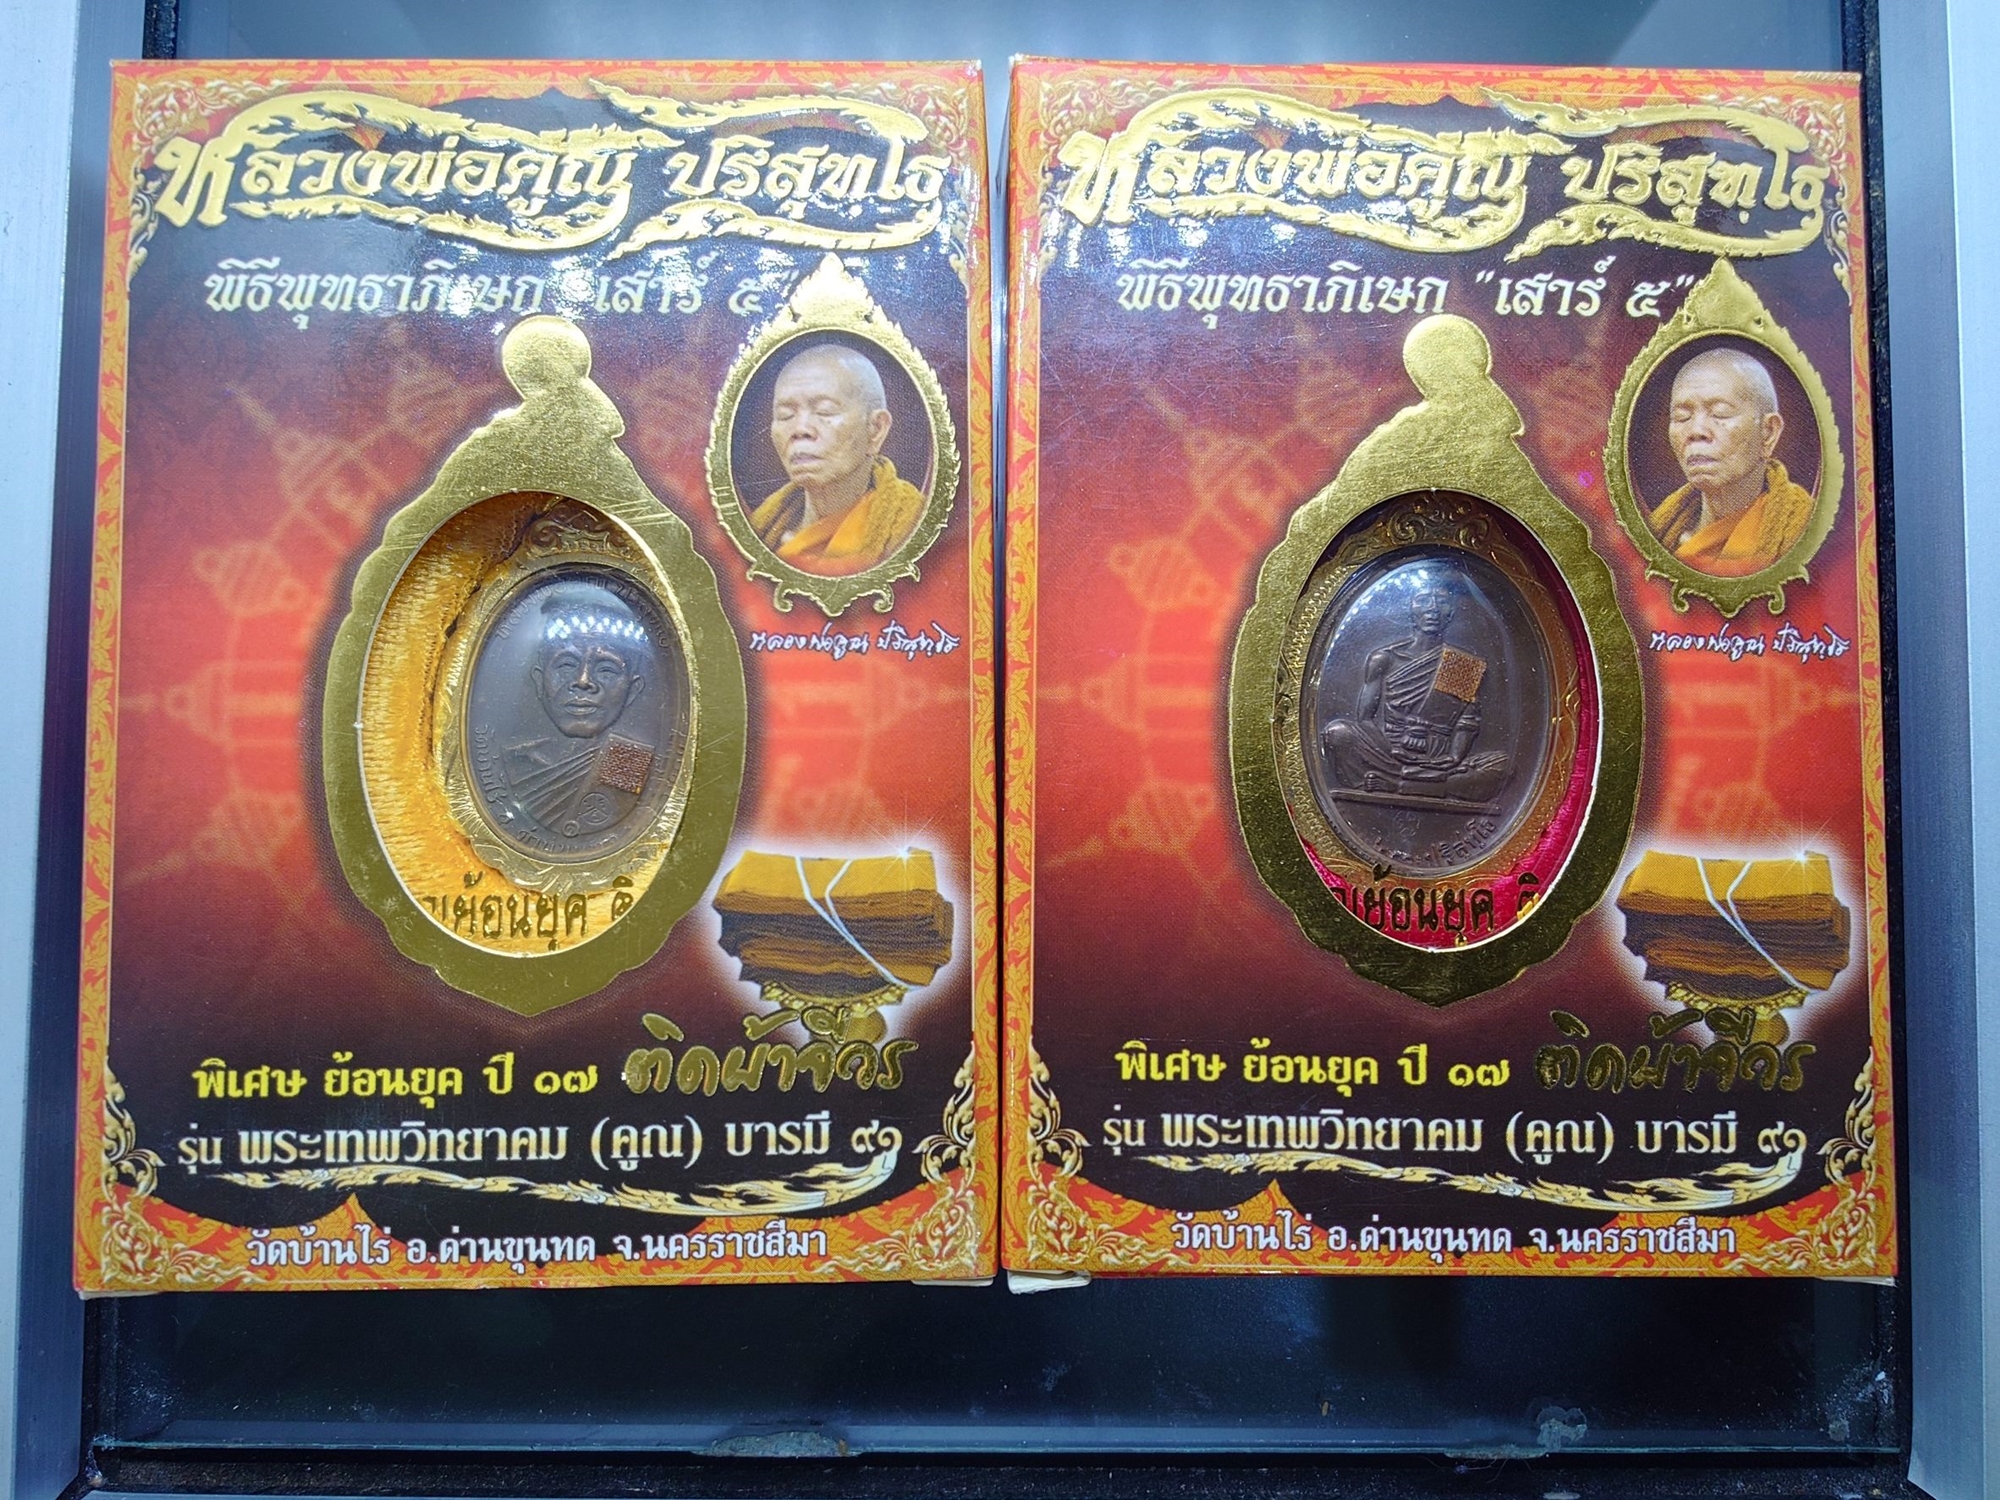 หลวงพ่อคูณ ปริสุทฺโธ
พิธีพุทธาภิเษก "เสาร์ ๕"
หลวงพ่อคูณ ปริสุทฺโธ
ย้อนยุค
พิเศษ ย้อนยุค ปี ๑๗ ติดผ้าจีวร
รุ่น พระเทพวิทยาคม (คูณ) บารมี ๙๑
วัดบ้านไร่ อ.ด่านขุนทด จ.นครราชสีมา
หลวงพ่อคูณ ปริสุทฺโธ
พิธีพุทธาภิเษก "เสาร์ ๕"
หลวงพ่อคูณ ปริสุทฺโธ
ปริสุทฺโธ
ย้อนยุค
พิเศษ ย้อนยุค ปี ๑๗ ติดผ้าจีวร
รุ่น พระเทพวิทยาคม (คูณ) บารมี ๙๑
วัดบ้านไร่ อ.ด่านขุนทด จ.นครราชสีมา